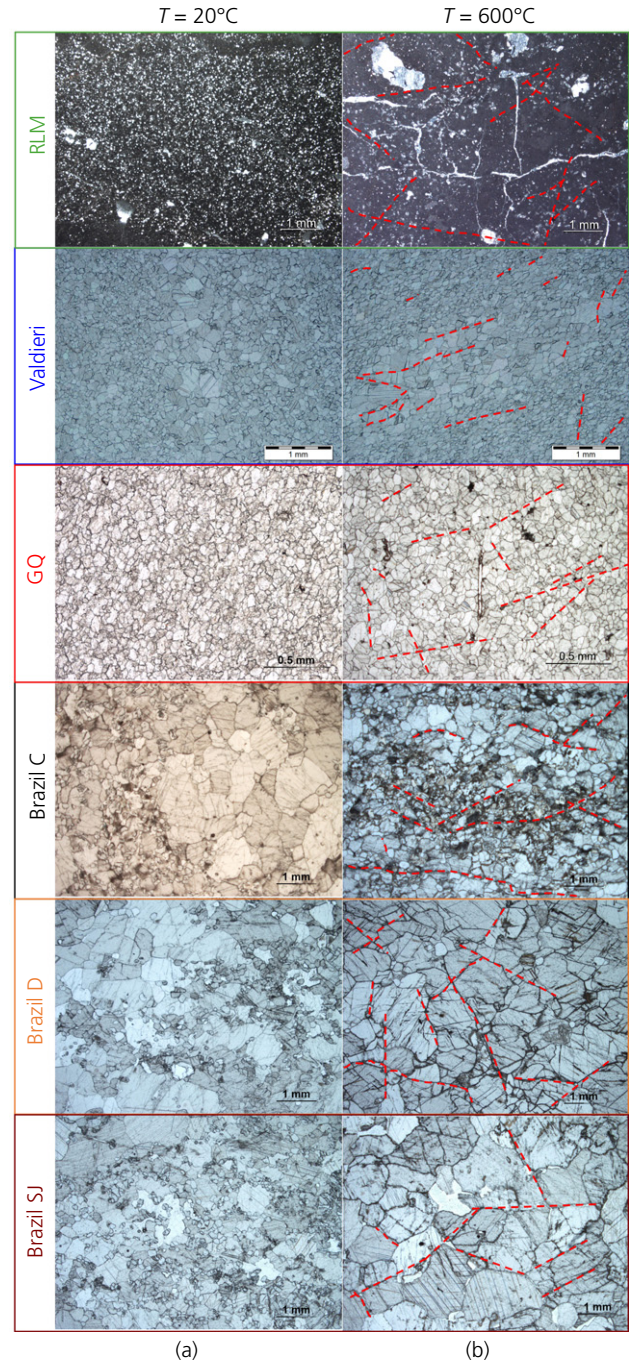 T = 20°C
T = 600°C
RLM
1 mm
1 mm
Valdieri
1 mm
1 mm
GQ
0.5 mm
0.5 mm
Brazil C
1 mm
1 mm
Brazil D
1 mm
1 mm
Brazil SJ
1 mm
1 mm
(a)
(b)